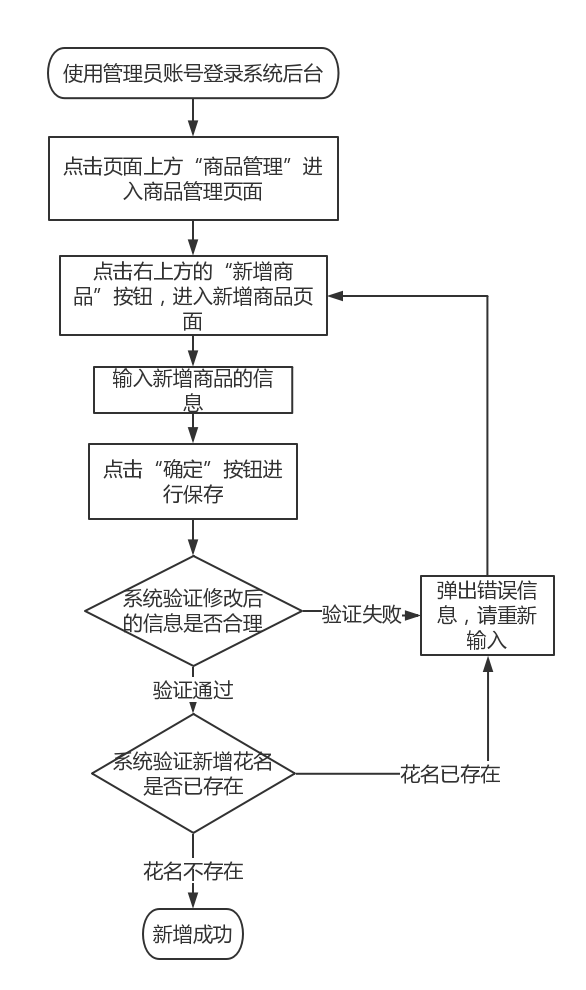 使用管理员账号登录系统后台
点击页面上方“商品管理”进
入商品管理页面
点击右上方的“新增商
品”按钮，进入新增商品页
面
输入新增商品的信
息
点击“确定”按钮进
行保存
系统验证修改后
的信息是否合理
验证失败
弹出错误信
息，请重新
输入
验证通过
系统验证新增花名
是否已存在
花名已存在
花名不存在
新增成功